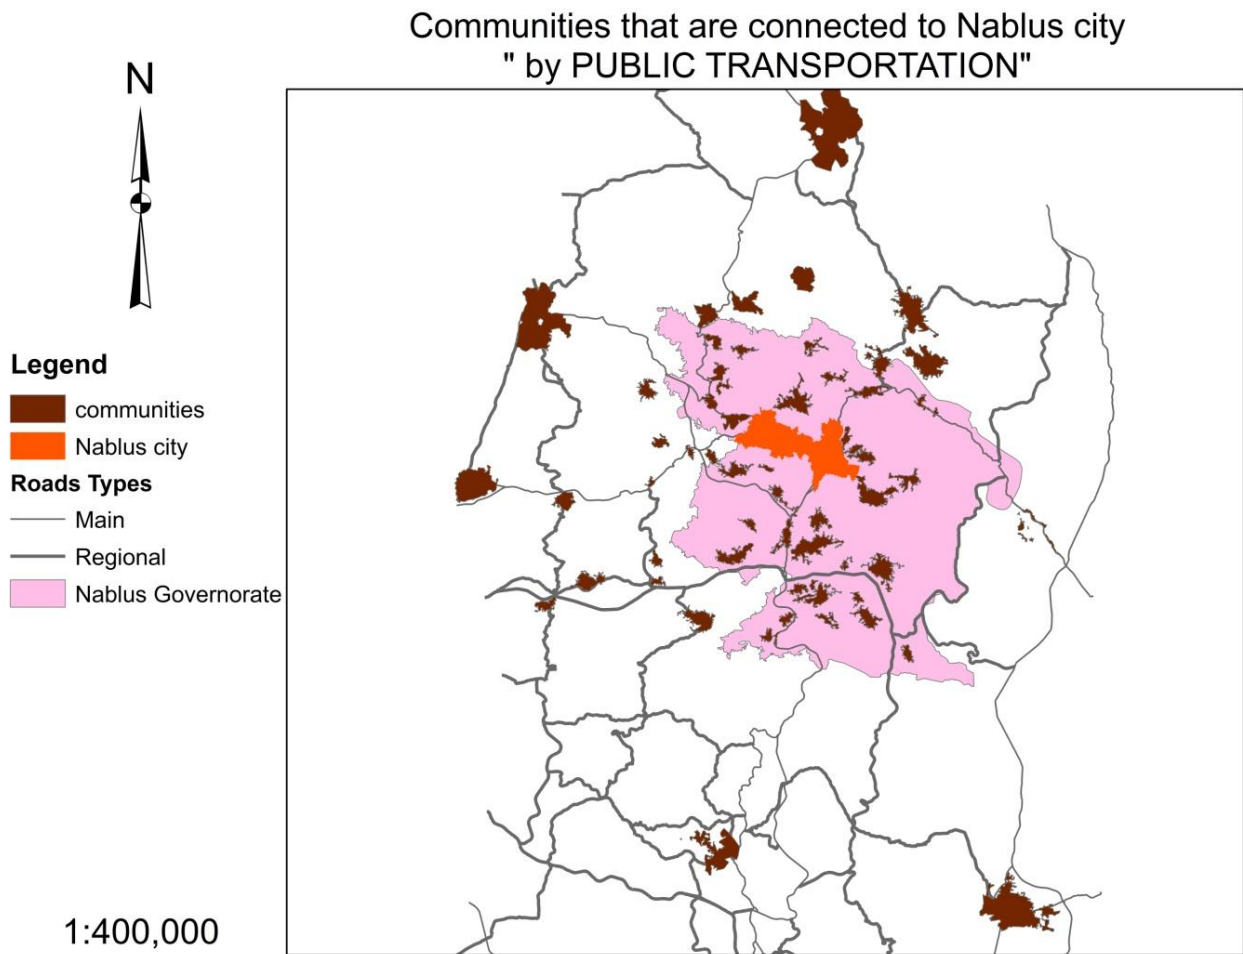 Communities that are connected to Nablus city
" by PUBLIC TRANSPORTATION"
N
Legend
communities
Nablus city
Roads Types
Main
Regional
Nablus Governorate
1:400,000